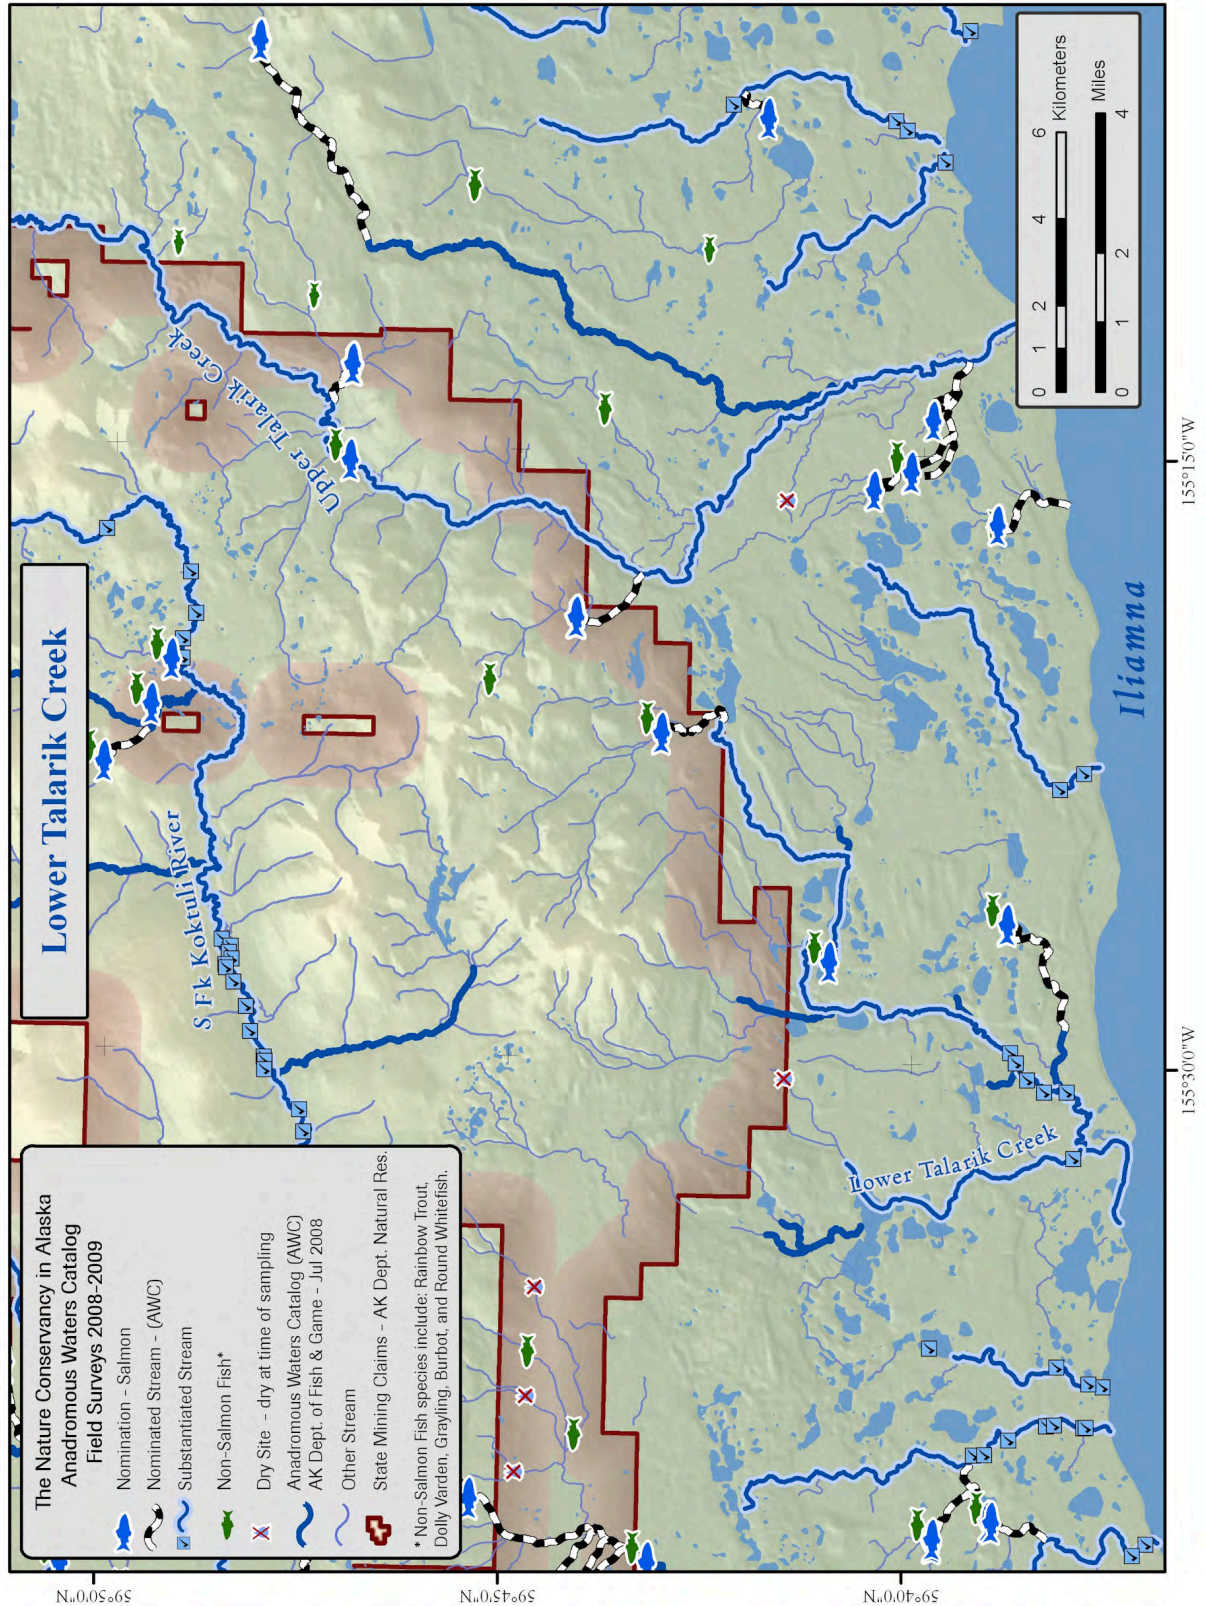 Lower Talarik Creek
The Nature Conservancy in Alaska
Anadromous Waters Catalog
Field Surveys 2008-2009
Nomination - Salmon
Nominated Stream - (AWC)
Substantiated Stream
Non-Salmon Fish*
Dry Site - dry at time of sampling
Anadromous Waters Catalog (AWC)
AK Dept. of Fish & Game - Jul 2008
Other Stream
State Mining Claims - AK Dept. Natural Res.
* Non-Salmon Fish species include: Rainbow Trout,
Dolly Varden, Grayling, Burbot, and Round Whitefish.
S Fk Koktuli River
Upper Talarik Creek
Lower Talarik Creek
Iliamna
0 1 2 4 6 Kilometers
Miles
0 1 2 4
59°50'0"N
59°45'0"N
59°40'0"N
155°30'0"W
155°15'0"W